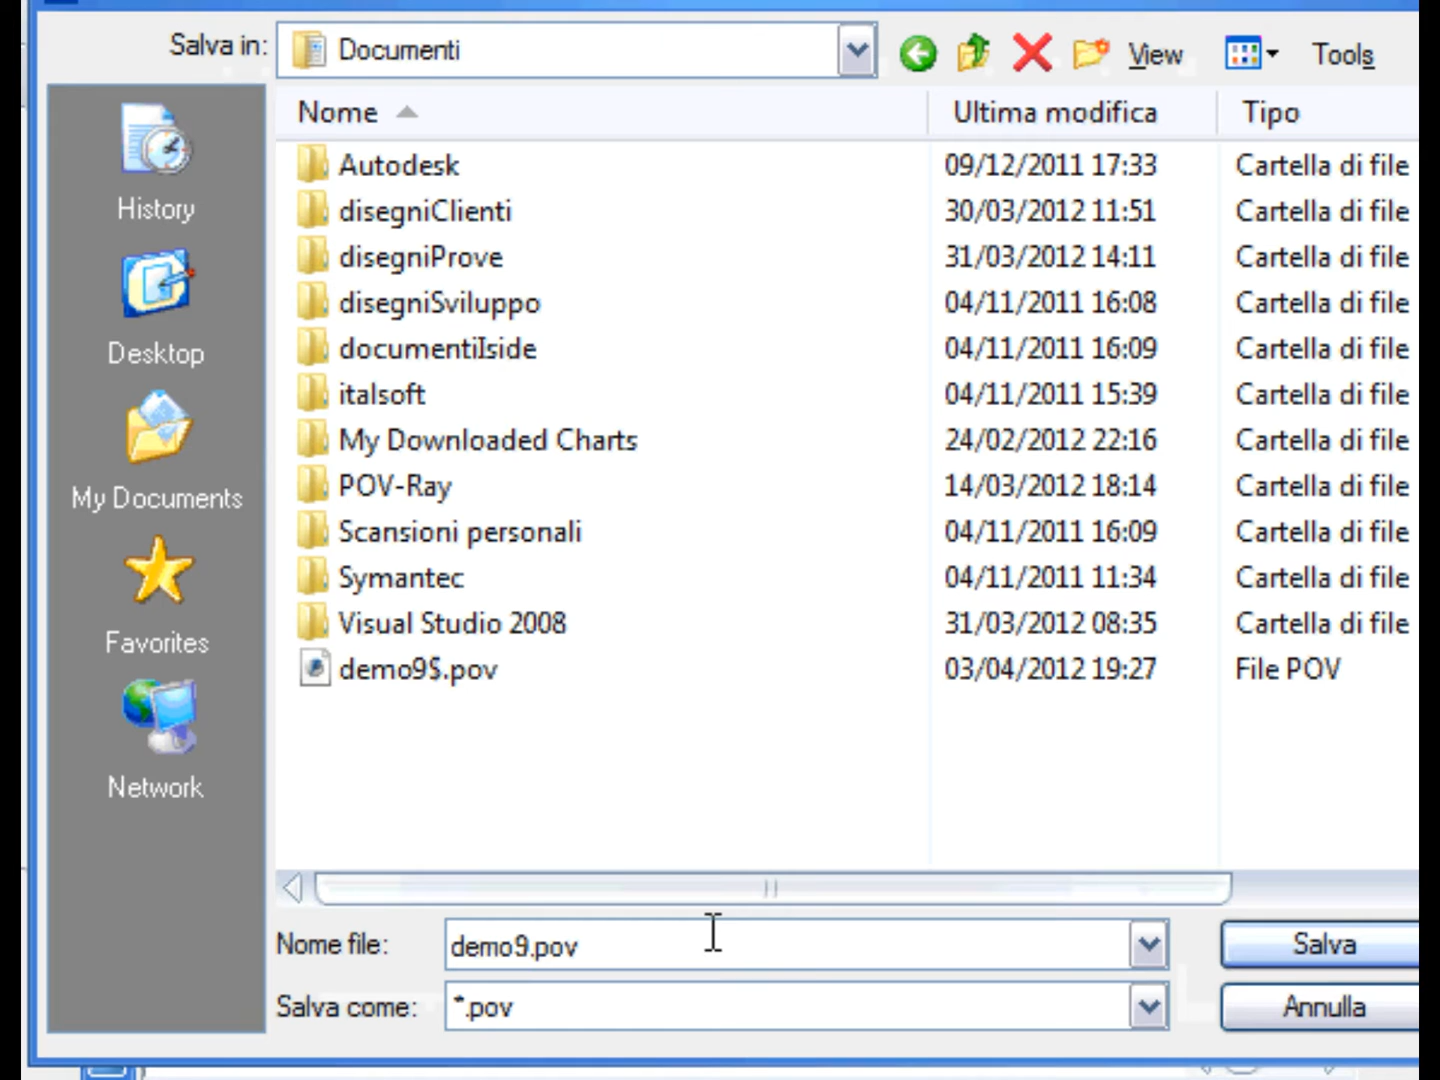 Salva in: Documenti View Tools
Nome Ultima modifica Tipo
Autodesk 09/12/2011 17:33 Cartella di file
disegniClienti 30/03/2012 11:51 Cartella di file
disegniProve 31/03/2012 14:11 Cartella di file
disegniSviluppo 04/11/2011 16:08 Cartella di file
documentiIside 04/11/2011 16:09 Cartella di file
italsoft 04/11/2011 15:39 Cartella di file
My Downloaded Charts 24/02/2012 22:16 Cartella di file
POV-Ray 14/03/2012 18:14 Cartella di file
Scansioni personali 04/11/2011 16:09 Cartella di file
Symantec 04/11/2011 11:34 Cartella di file
Visual Studio 2008 31/03/2012 08:35 Cartella di file
demo9$.pov 03/04/2012 19:27 File POV
History
Desktop
My Documents
Favorites
Network
Nome file: demo9.pov Salva
Salva come: *.pov Annulla